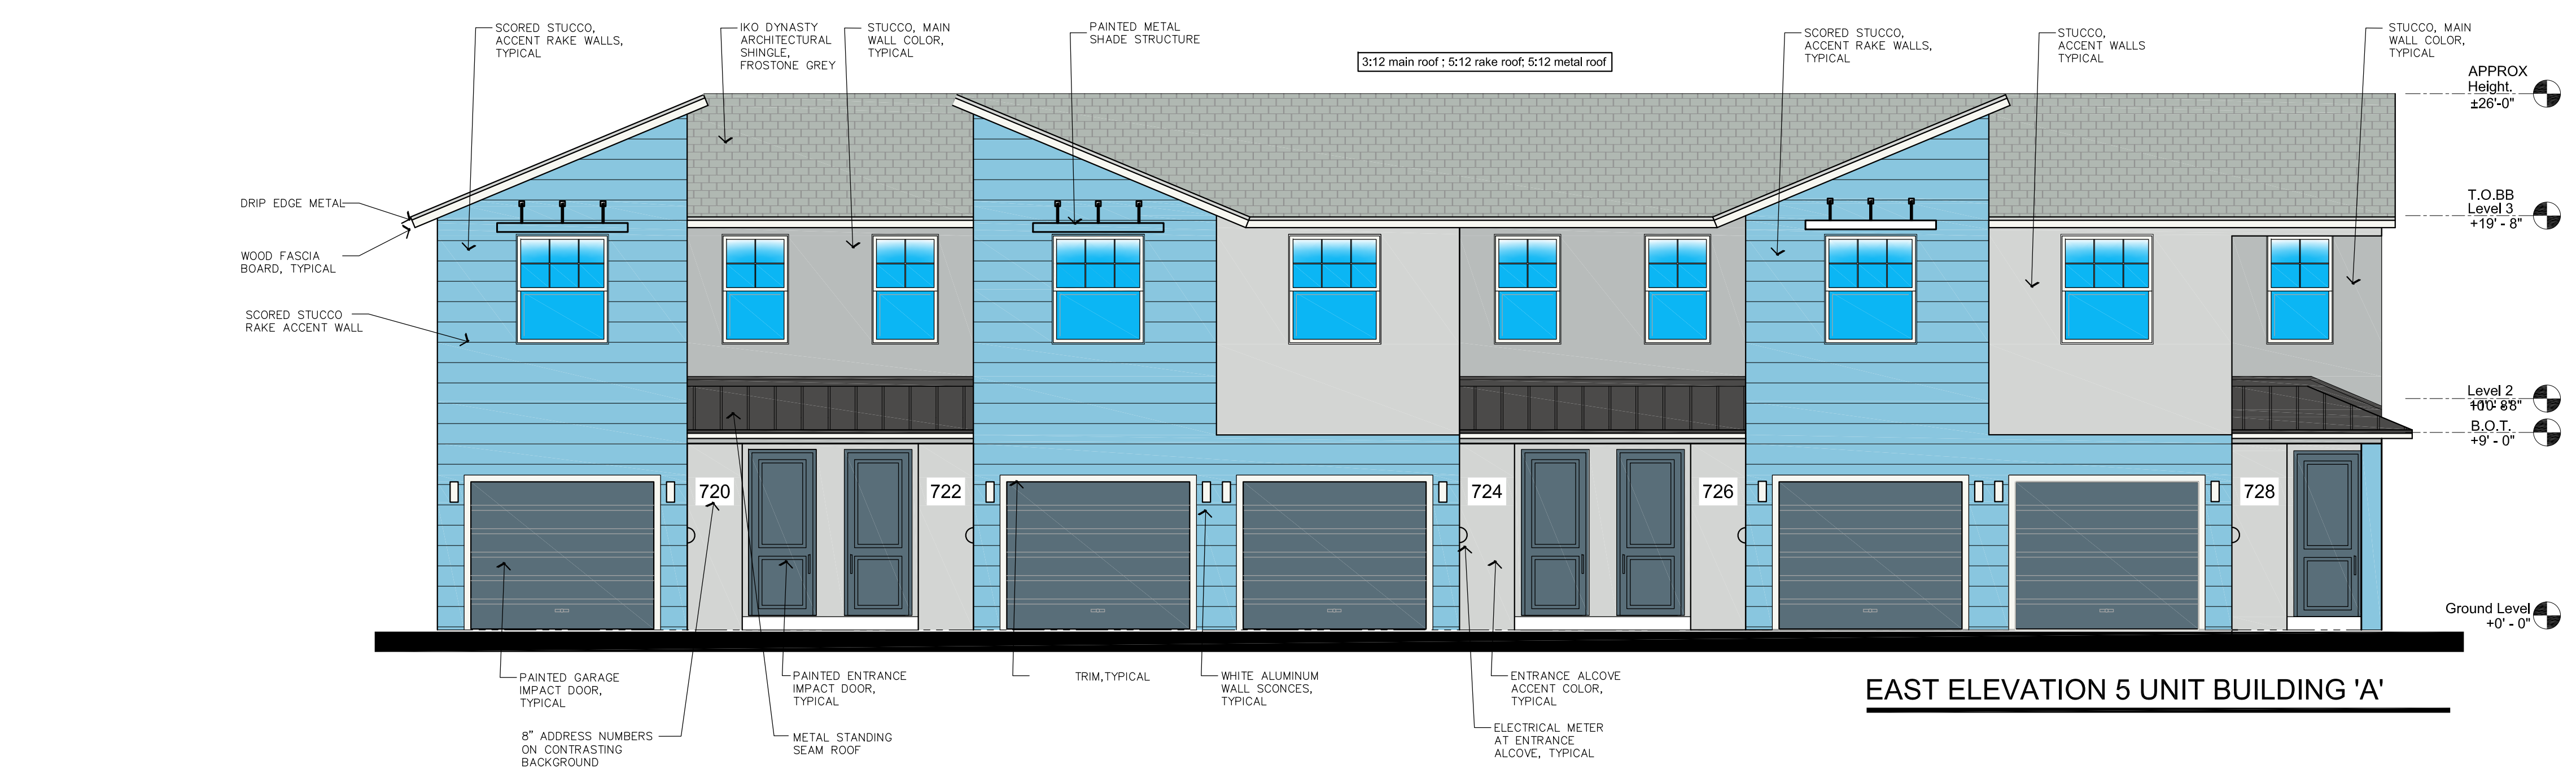 SCORED STUCCO,
ACCENT RAKE WALLS,
TYPICAL
IKO DYNASTY
ARCHITECTURAL
SHINGLE,
FROSTONE GREY
STUCCO, MAIN
WALL COLOR,
TYPICAL
PAINTED METAL
SHADE STRUCTURE
3:12 main roof ; 5:12 rake roof; 5:12 metal roof
SCORED STUCCO,
ACCENT RAKE WALLS,
TYPICAL
STUCCO,
ACCENT WALLS
TYPICAL
STUCCO, MAIN
WALL COLOR,
TYPICAL
APPROX
Height.
±26'-0"
DRIP EDGE METAL
WOOD FASCIA
BOARD, TYPICAL
SCORED STUCCO
RAKE ACCENT WALL
T.O.BB
Level 3
+19' - 8"
Level 2
B.O.T.
+9' - 0"
720
722
724
726
728
Ground Level
+0' - 0"
PAINTED GARAGE
IMPACT DOOR,
TYPICAL
8" ADDRESS NUMBERS
ON CONTRASTING
BACKGROUND
PAINTED ENTRANCE
IMPACT DOOR,
TYPICAL
METAL STANDING
SEAM ROOF
TRIM,TYPICAL
WHITE ALUMINUM
WALL SCONCES,
TYPICAL
ENTRANCE ALCOVE
ACCENT COLOR,
TYPICAL
ELECTRICAL METER
AT ENTRANCE
ALCOVE, TYPICAL
EAST ELEVATION 5 UNIT BUILDING 'A'